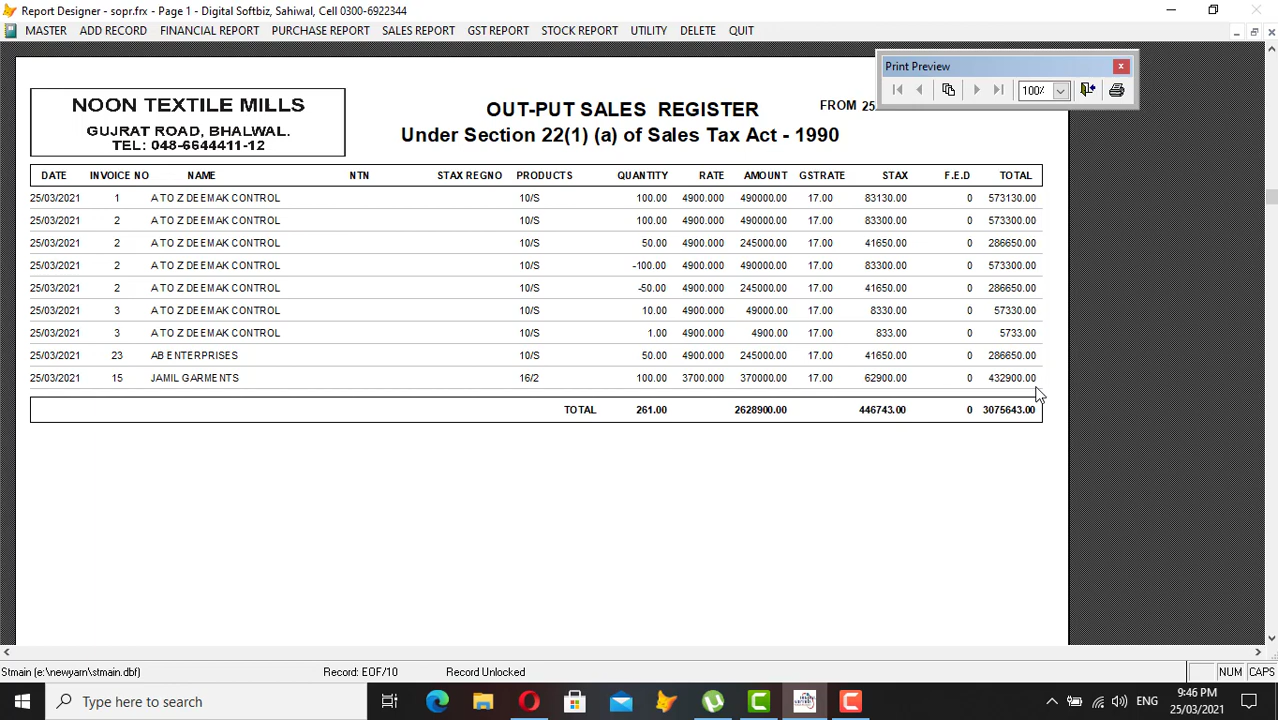 Report Designer - sopr.frx - Page 1 - Digital Softbiz, Sahiwal, Cell 0300-6922344
MASTER ADD RECORD FINANCIAL REPORT PURCHASE REPORT SALES REPORT GST REPORT STOCK REPORT UTILITY DELETE QUIT
Print Preview
100%
NOON TEXTILE MILLS
GUJRAT ROAD, BHALWAL.
TEL: 048-6644411-12
OUT-PUT SALES REGISTER FROM 25
Under Section 22(1) (a) of Sales Tax Act - 1990
DATE INVOICE NO NAME NTN STAX REGNO PRODUCTS QUANTITY RATE AMOUNT GSTRATE STAX F.E.D TOTAL
25/03/2021 1 A TO Z DEEMAK CONTROL 10/S 100.00 4900.000 490000.00 17.00 83130.00 0 573130.00
25/03/2021 2 A TO Z DEEMAK CONTROL 10/S 100.00 4900.000 490000.00 17.00 83300.00 0 573300.00
25/03/2021 2 A TO Z DEEMAK CONTROL 10/S 50.00 4900.000 245000.00 17.00 41650.00 0 286650.00
25/03/2021 2 A TO Z DEEMAK CONTROL 10/S -100.00 4900.000 490000.00 17.00 83300.00 0 573300.00
25/03/2021 2 A TO Z DEEMAK CONTROL 10/S -50.00 4900.000 245000.00 17.00 41650.00 0 286650.00
25/03/2021 3 A TO Z DEEMAK CONTROL 10/S 10.00 4900.000 49000.00 17.00 8330.00 0 57330.00
25/03/2021 3 A TO Z DEEMAK CONTROL 10/S 1.00 4900.000 4900.00 17.00 833.00 0 5733.00
25/03/2021 23 AB ENTERPRISES 10/S 50.00 4900.000 245000.00 17.00 41650.00 0 286650.00
25/03/2021 15 JAMIL GARMENTS 16/2 100.00 3700.000 370000.00 17.00 62900.00 0 432900.00
TOTAL 261.00 2628900.00 446743.00 0 3075643.00
Stmain (e:\newyarn\stmain.dbf) Record: EOF/10 Record Unlocked NUM CAPS
Type here to search
ENG
9:46 PM
25/03/2021